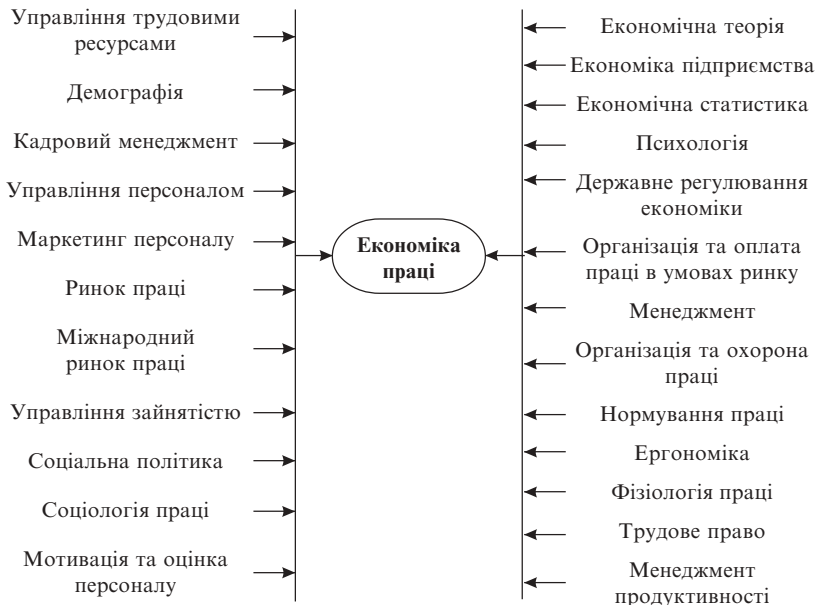 Управління трудовими
ресурсами
Демографія
Кадровий менеджмент
Управління персоналом
Маркетинг персоналу
Ринок праці
Міжнародний
ринок праці
Управління зайнятістю
Соціальна політика
Соціологія праці
Мотивація та оцінка
персоналу
Економіка
праці
Економічна теорія
Економіка підприємства
Економічна статистика
Психологія
Державне регулювання
економіки
Організація та оплата
праці в умовах ринку
Менеджмент
Організація та охорона
праці
Нормування праці
Ергономіка
Фізіологія праці
Трудове право
Менеджмент
продуктивності